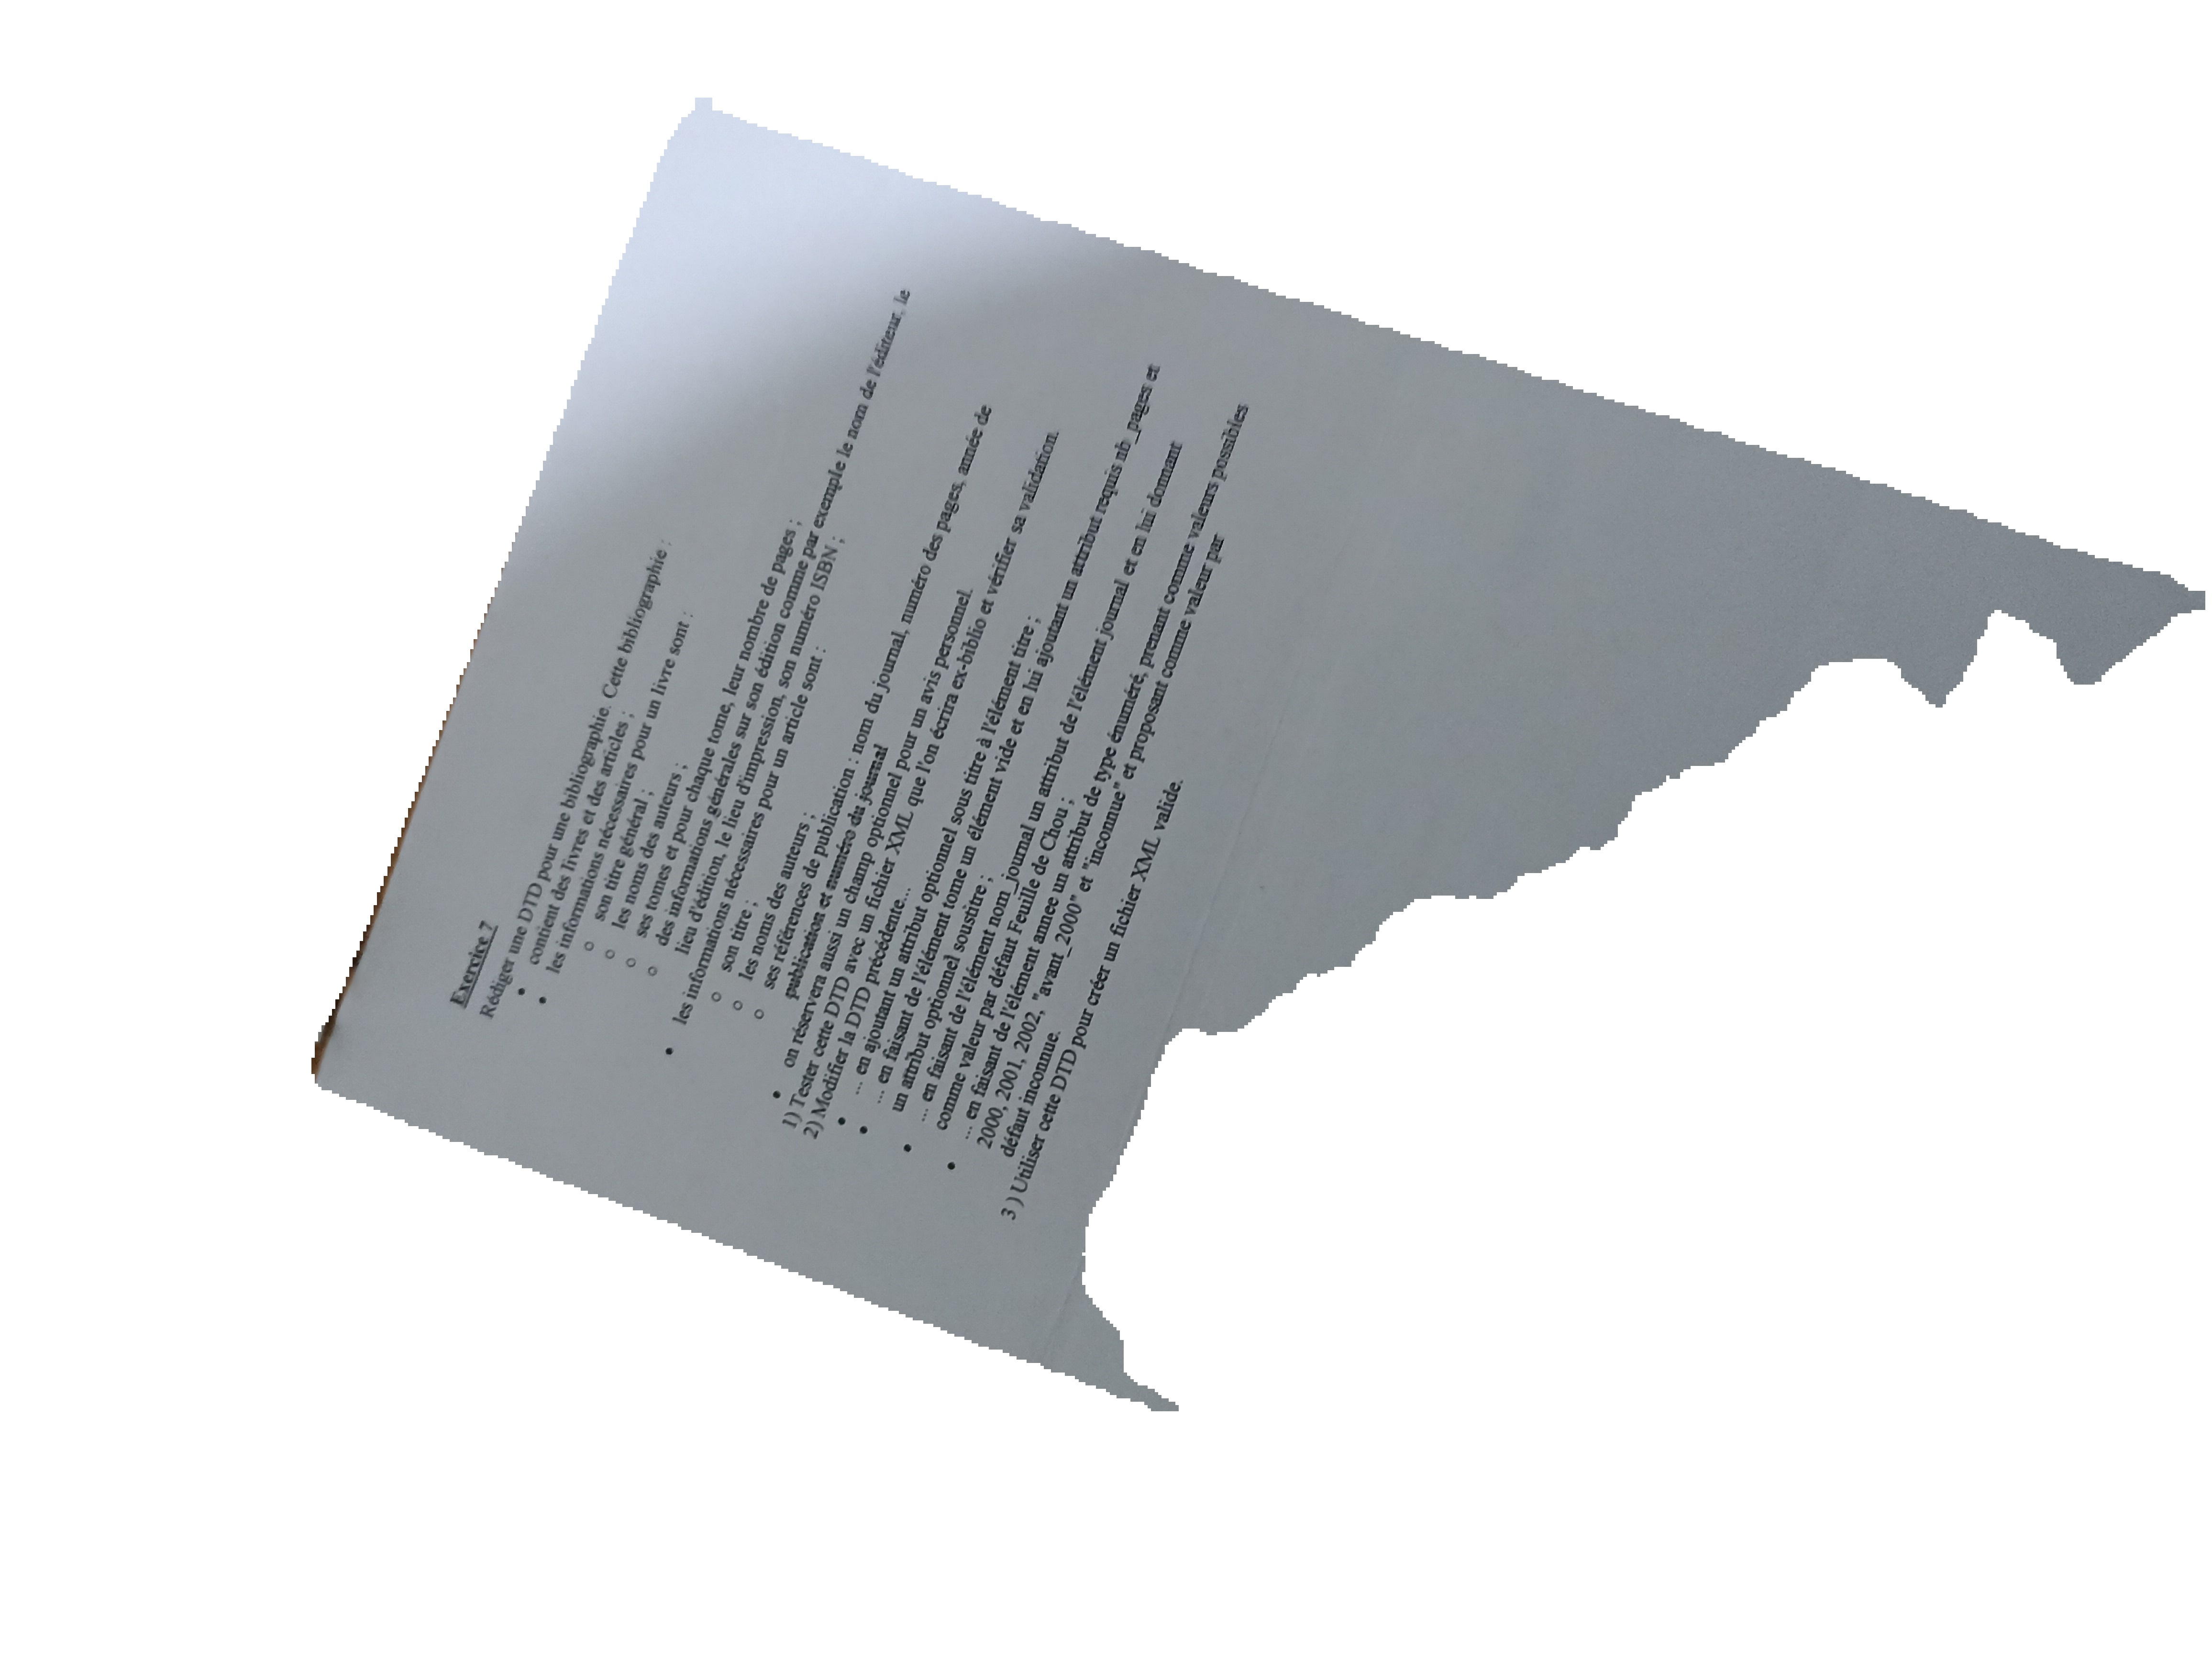 Exercice 7
Rédiger une DTD pour une bibliographie. Cette bibliographie :
• contient des livres et des articles ;
• les informations nécessaires pour un livre sont :
○ son titre général ;
○ les noms des auteurs ;
○ ses tomes et pour chaque tome, leur nombre de pages ;
○ des informations générales sur son édition comme par exemple le nom de l'éditeur, le
lieu d'édition, le lieu d'impression, son numéro ISBN ;
• les informations nécessaires pour un article sont :
○ son titre ;
○ les noms des auteurs ;
○ ses références de publication : nom du journal, numéro des pages, année de
publication et numéro du journal
• on réservera aussi un champ optionnel pour un avis personnel.
1) Tester cette DTD avec un fichier XML que l'on écrira ex-biblio et vérifier sa validation.
2) Modifier la DTD précédente...
• ... en ajoutant un attribut optionnel sous titre à l'élément titre ;
• ... en faisant de l'élément tome un élément vide et en lui ajoutant un attribut requis nb_pages et
un attribut optionnel soustitre ;
• ... en faisant de l'élément nom_journal un attribut de l'élément journal et en lui donnant
comme valeur par défaut Feuille de Chou ;
• ... en faisant de l'élément annee un attribut de type énuméré, prenant comme valeurs possibles
2000, 2001, 2002, "avant_2000" et "inconnue" et proposant comme valeur par
défaut inconnue.
3 ) Utiliser cette DTD pour créer un fichier XML valide.